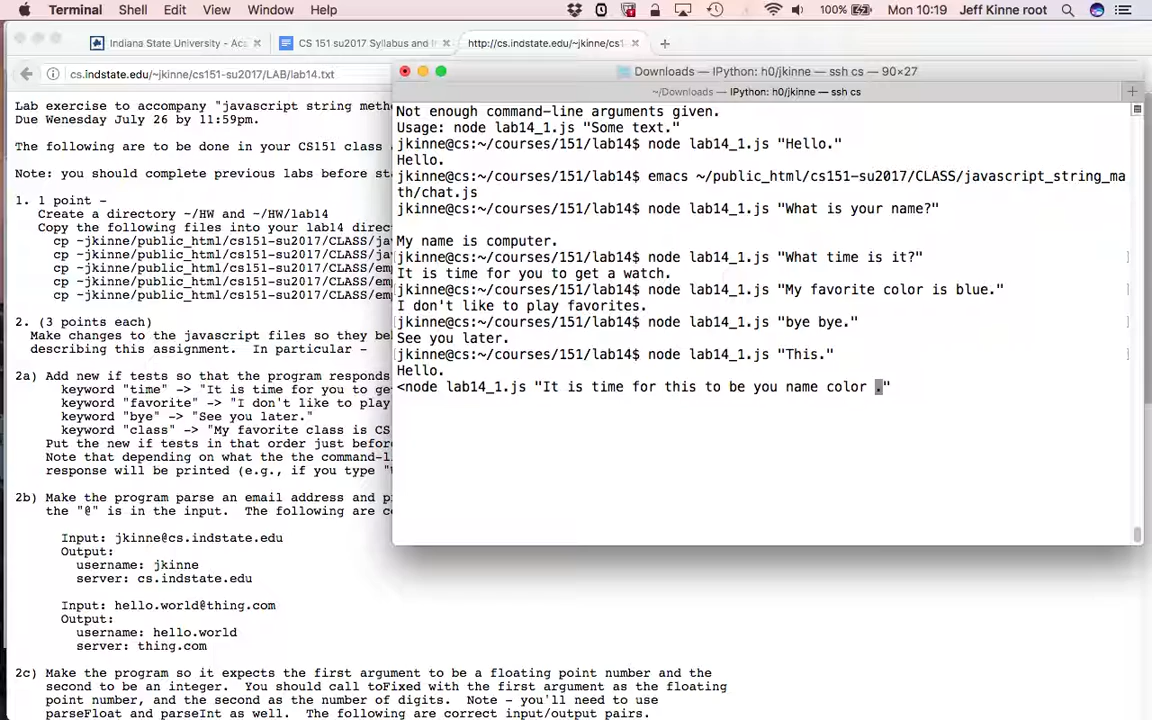 Terminal Shell Edit View Window Help 100% Mon 10:19 Jeff Kinne root
Indiana State University - Aca CS 151 su2017 Syllabus and I http://cs.indstate.edu/~jkinne/cs1
cs.indstate.edu/~jkinne/cs151-su2017/LAB/lab14.txt
Lab exercise to accompany "javascript string meth
Due Wenesday July 26 by 11:59pm.
The following are to be done in your CS151 class
Note: you should complete previous labs before st
1. 1 point -
Create a directory ~/HW and ~/HW/lab14
Copy the following files into your lab14 direc
cp ~jkinne/public_html/cs151-su2017/CLASS/ja
cp ~jkinne/public_html/cs151-su2017/CLASS/ja
cp ~jkinne/public_html/cs151-su2017/CLASS/em
cp ~jkinne/public_html/cs151-su2017/CLASS/em
cp ~jkinne/public_html/cs151-su2017/CLASS/em
2. (3 points each)
Make changes to the javascript files so they beh
describing this assignment. In particular -
2a) Add new if tests so that the program responds
keyword "time" -> "It is time for you to ge
keyword "favorite" -> "I don't like to play
keyword "bye" -> "See you later."
keyword "class" -> "My favorite class is CS
Put the new if tests in that order just before
Note that depending on what the the command-l
response will be printed (e.g., if you type "
2b) Make the program parse an email address and p
the "@" is in the input. The following are c
Input: jkinne@cs.indstate.edu
Output:
username: jkinne
server: cs.indstate.edu
Input: hello.world@thing.com
Output:
username: hello.world
server: thing.com
2c) Make the program so it expects the first argument to be a floating point number and the
second to be an integer. You should call toFixed with the first argument as the floating
point number, and the second as the number of digits. Note - you'll need to use
parseFloat and parseInt as well. The following are correct input/output pairs.
Downloads — IPython: h0/jkinne — ssh cs — 90×27
~/Downloads — IPython: h0/jkinne — ssh cs
Not enough command-line arguments given.
Usage: node lab14_1.js "Some text."
jkinne@cs:~/courses/151/lab14$ node lab14_1.js "Hello."
Hello.
jkinne@cs:~/courses/151/lab14$ emacs ~/public_html/cs151-su2017/CLASS/javascript_string_ma
th/chat.js
jkinne@cs:~/courses/151/lab14$ node lab14_1.js "What is your name?"
My name is computer.
jkinne@cs:~/courses/151/lab14$ node lab14_1.js "What time is it?"
It is time for you to get a watch.
jkinne@cs:~/courses/151/lab14$ node lab14_1.js "My favorite color is blue."
I don't like to play favorites.
jkinne@cs:~/courses/151/lab14$ node lab14_1.js "bye bye."
See you later.
jkinne@cs:~/courses/151/lab14$ node lab14_1.js "This."
Hello.
<node lab14_1.js "It is time for this to be you name color ."